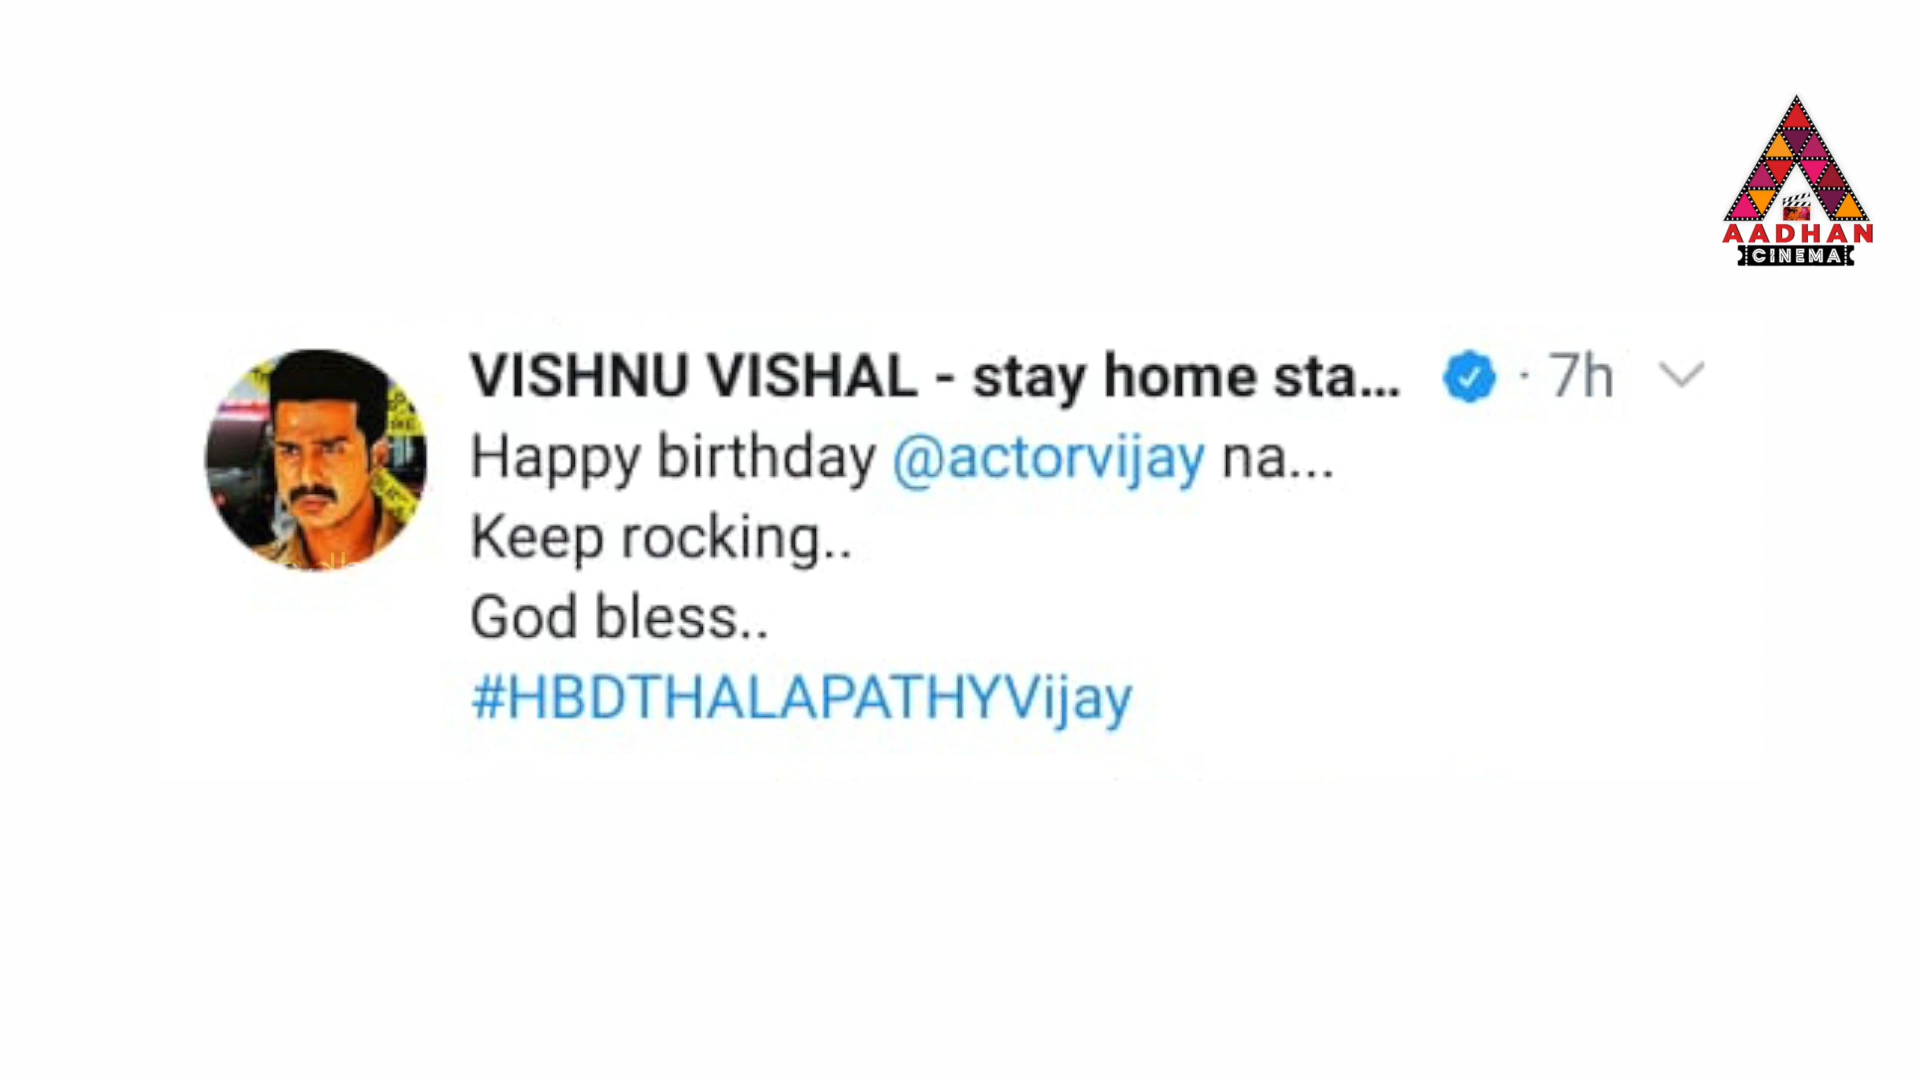 AADHAN
CINEMA
VISHNU VISHAL - stay home sta... · 7h
Happy birthday @actorvijay na...
Keep rocking..
God bless..
#HBDTHALAPATHYVijay